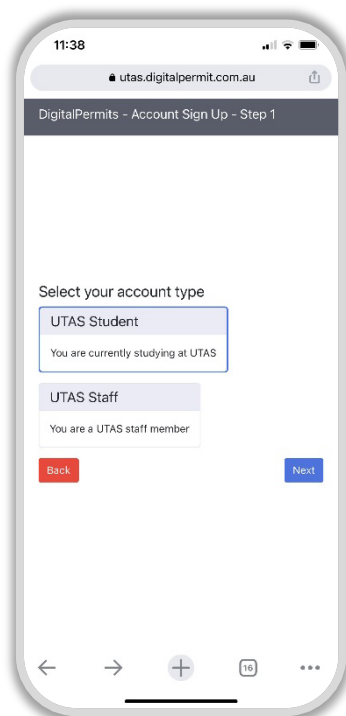 11:38
utas.digitalpermit.com.au
DigitalPermits - Account Sign Up - Step 1
Select your account type
UTAS Student
You are currently studying at UTAS
UTAS Staff
You are a UTAS staff member
Back Next
16